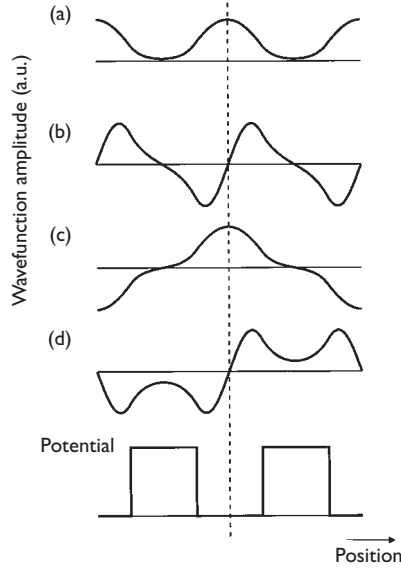 (a)
Wavefunction amplitude (a.u.)
(b)
(c)
(d)
Potential
Position